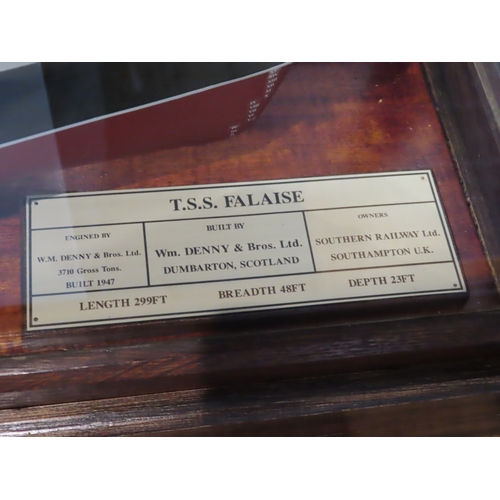 T.S.S. FALAISE
ENGINED BY
W.M. DENNY & Bros. Ltd.
3710 Gross Tons.
BUILT 1947
BUILT BY
Wm. DENNY & Bros. Ltd.
DUMBARTON, SCOTLAND
OWNERS
SOUTHERN RAILWAY Ltd.
SOUTHAMPTON U.K.
LENGTH 299FT BREADTH 48FT DEPTH 23FT